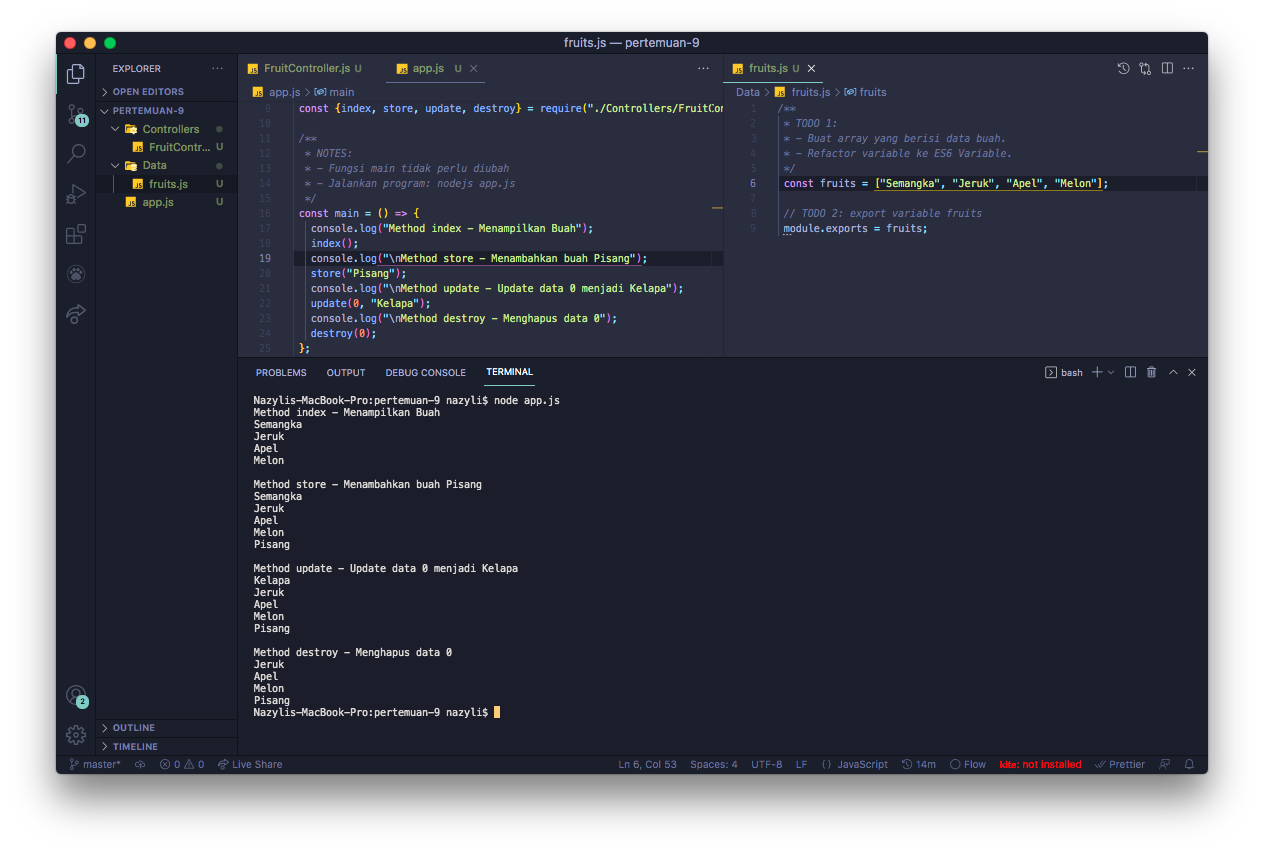 fruits.js — pertemuan-9
EXPLORER
OPEN EDITORS
PERTEMUAN-9
Controllers
FruitContr... U
Data
fruits.js U
app.js U
OUTLINE
TIMELINE
11
2
FruitController.js U
app.js U
app.js > main
9 const {index, store, update, destroy} = require("./Controllers/FruitCon
10
11 /**
12 * NOTES:
13 * - Fungsi main tidak perlu diubah
14 * - Jalankan program: nodejs app.js
15 */
16 const main = () => {
17 console.log("Method index - Menampilkan Buah");
18 index();
19 console.log("\nMethod store - Menambahkan buah Pisang");
20 store("Pisang");
21 console.log("\nMethod update - Update data 0 menjadi Kelapa");
22 update(0, "Kelapa");
23 console.log("\nMethod destroy - Menghapus data 0");
24 destroy(0);
25 };
fruits.js U
Data > fruits.js > fruits
1 /**
2 * TODO 1:
3 * - Buat array yang berisi data buah.
4 * - Refactor variable ke ES6 Variable.
5 */
6 const fruits = ["Semangka", "Jeruk", "Apel", "Melon"];
7
8 // TODO 2: export variable fruits
9 module.exports = fruits;
PROBLEMS OUTPUT DEBUG CONSOLE TERMINAL
bash
Nazylis-MacBook-Pro:pertemuan-9 nazyli$ node app.js
Method index - Menampilkan Buah
Semangka
Jeruk
Apel
Melon
Method store - Menambahkan buah Pisang
Semangka
Jeruk
Apel
Melon
Pisang
Method update - Update data 0 menjadi Kelapa
Kelapa
Jeruk
Apel
Melon
Pisang
Method destroy - Menghapus data 0
Jeruk
Apel
Melon
Pisang
Nazylis-MacBook-Pro:pertemuan-9 nazyli$
master* 0 0 Live Share Ln 6, Col 53 Spaces: 4 UTF-8 LF {} JavaScript 14m Flow kite: not installed Prettier